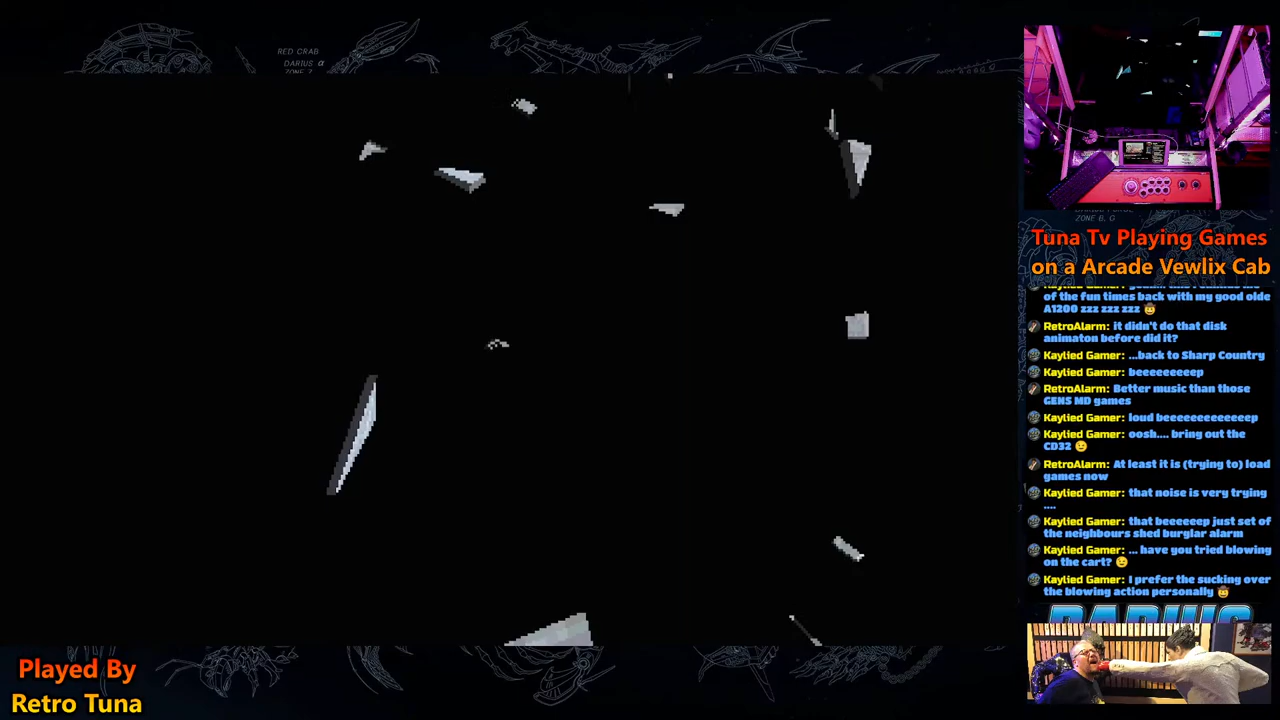 RED CRAB
DARIUS α
ZONE Z
ZONE B. G
Tuna Tv Playing Games
on a Arcade Vewlix Cab
of the fun times back with my good olde
A1200 zzz zzz zzz 🤠
RetroAlarm: it didn't do that disk
animaton before did it?
Kaylied Gamer: ...back to Sharp Country
Kaylied Gamer: beeeeeeeep
RetroAlarm: Better music than those
GENS MD games
Kaylied Gamer: loud beeeeeeeeeeeep
Kaylied Gamer: oosh.... bring out the
CD32 😉
RetroAlarm: At least it is (trying to) load
games now
Kaylied Gamer: that noise is very trying
....
Kaylied Gamer: that beeeeeep just set of
the neighbours shed burglar alarm
Kaylied Gamer: ... have you tried blowing
on the cart? 😉
Kaylied Gamer: I prefer the sucking over
the blowing action personally 🤠
DARIUS
Played By
Retro Tuna